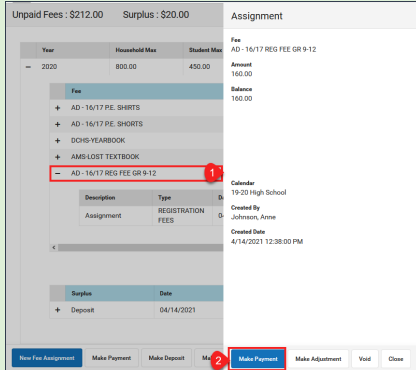 Unpaid Fees : $212.00 Surplus : $20.00
Year Household Max Student Max
− 2020 800.00 450.00
Fee
+ AD - 16/17 P.E. SHIRTS
+ AD - 16/17 P.E. SHORTS
+ DCHS-YEARBOOK
+ AMS-LOST TEXTBOOK
− AD - 16/17 REG FEE GR 9-12
1
Description Type
Assignment REGISTRATION FEES
Surplus Date
+ Deposit 04/14/2021
New Fee Assignment Make Payment Make Deposit
Assignment
Fee
AD - 16/17 REG FEE GR 9-12
Amount
160.00
Balance
160.00
Calendar
19-20 High School
Created By
Johnson, Anne
Created Date
4/14/2021 12:38:00 PM
2
Make Payment Make Adjustment Void Close